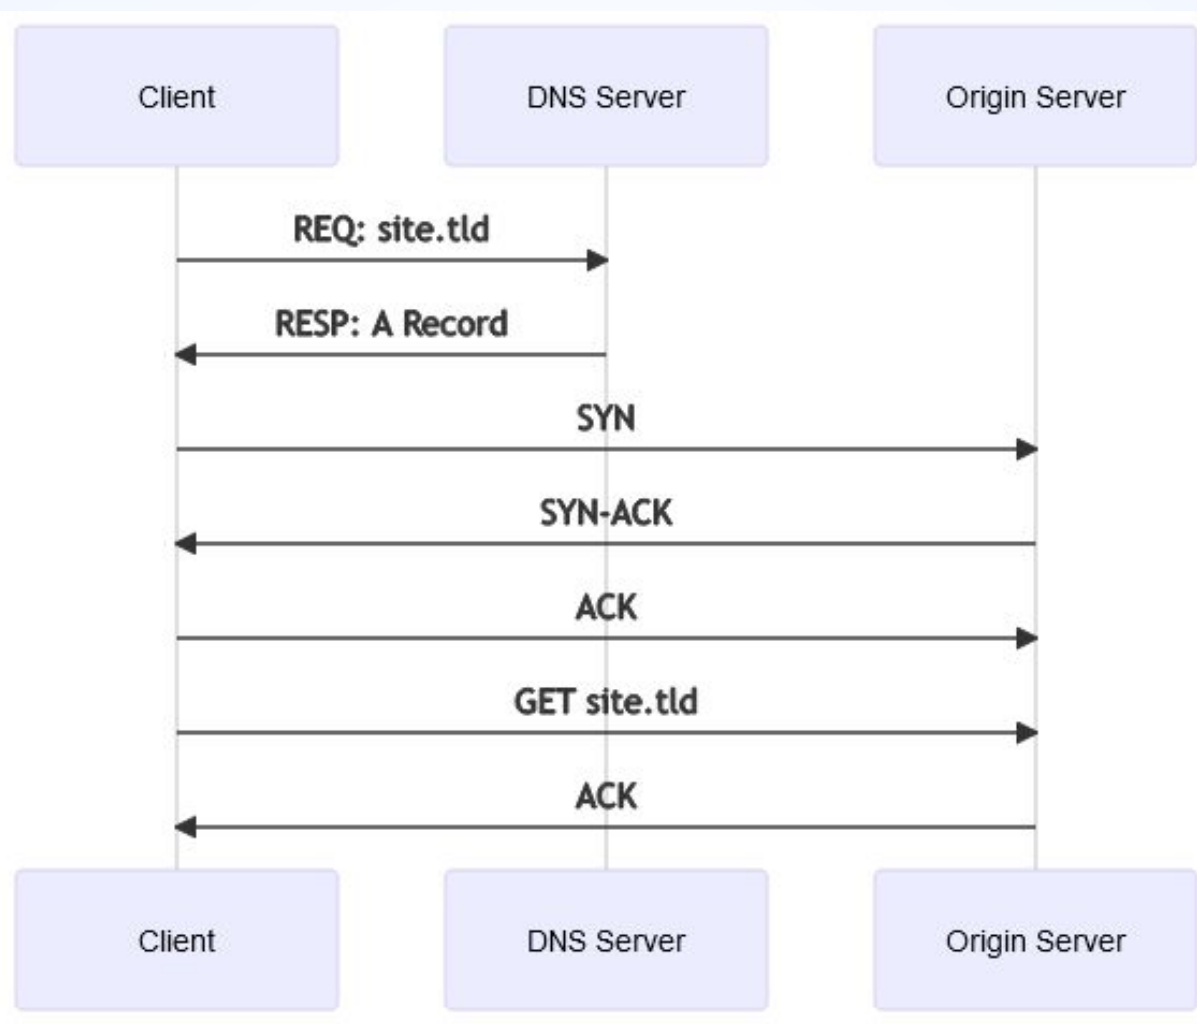 Client
DNS Server
Origin Server
REQ: site.tld
RESP: A Record
SYN
SYN-ACK
ACK
GET site.tld
ACK
Client
DNS Server
Origin Server